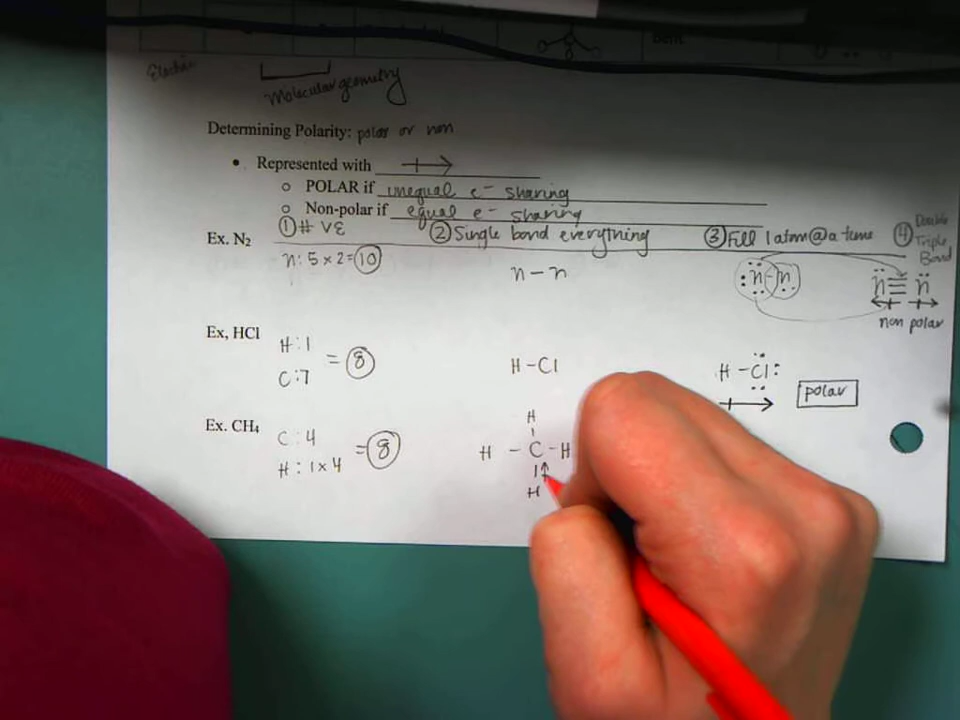 Molecular geometry
Determining Polarity: polar or non
• Represented with
o POLAR if unequal e- sharing
o Non-polar if equal e- sharing
① # VE ② Single bond everything ③ Fill 1 atom @ a time ④ Double Triple Bond
Ex. N₂
n: 5 x 2 = 10
n - n
:n - n:
n ≡ n
non polar
Ex, HCl
H: 1
C: 7
= 8
H - Cl
H - Cl:
polar
Ex. CH₄
C: 4
H: 1 x 4
= 8
H
H - C - H
H